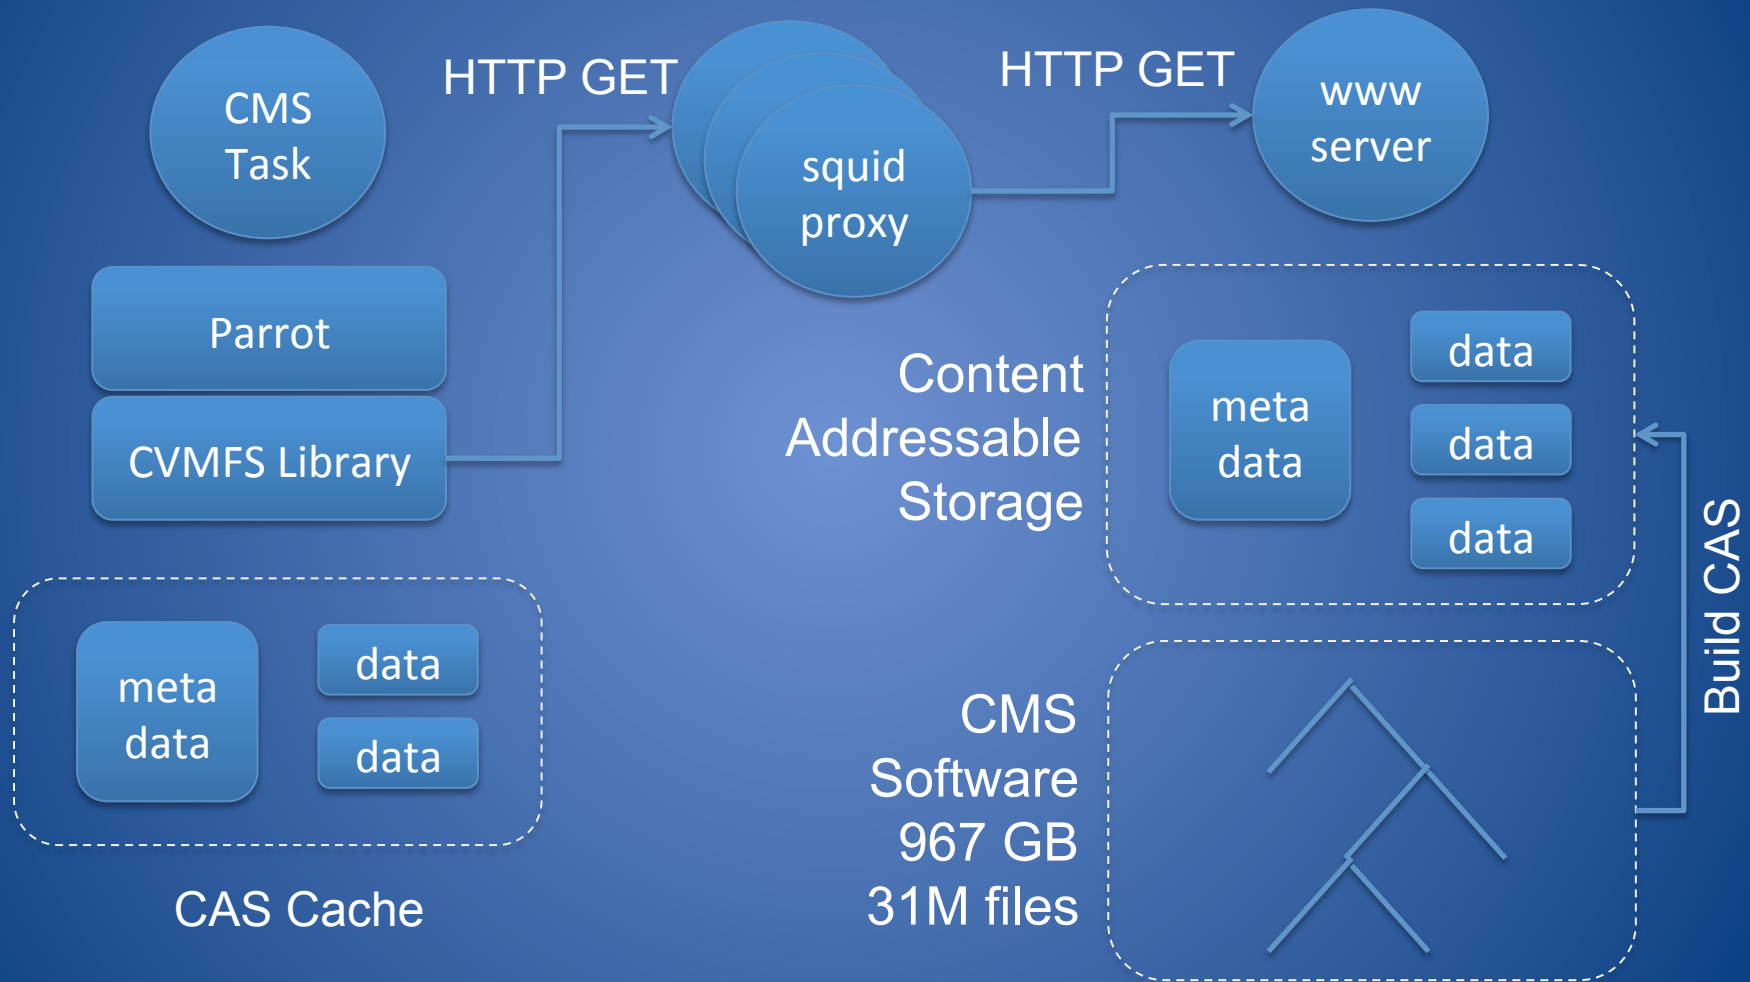 CMS
Task
HTTP GET
squid
proxy
HTTP GET
www
server
Parrot
CVMFS Library
Content
Addressable
Storage
meta
data
data
data
data
Build CAS
meta
data
data
data
CAS Cache
CMS
Software
967 GB
31M files